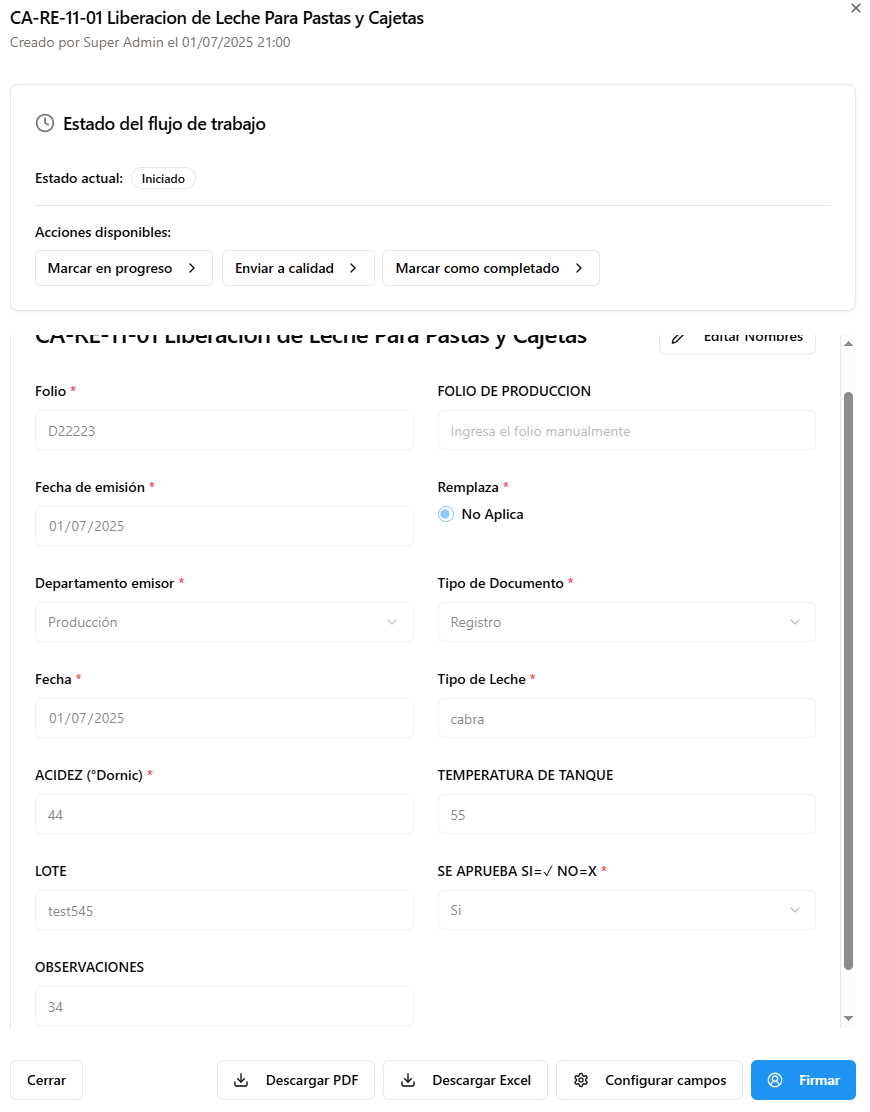 CA-RE-11-01 Liberacion de Leche Para Pastas y Cajetas
Creado por Super Admin el 01/07/2025 21:00
Estado del flujo de trabajo
Estado actual: Iniciado
Acciones disponibles:
Marcar en progreso
Enviar a calidad
Marcar como completado
CA-RE-11-01 Liberacion de Leche Para Pastas y Cajetas
Editar Nombres
Folio *
FOLIO DE PRODUCCION
D22223
Ingresa el folio manualmente
Fecha de emisión *
Remplaza *
01/07/2025
No Aplica
Departamento emisor *
Tipo de Documento *
Producción
Registro
Fecha *
Tipo de Leche *
01/07/2025
cabra
ACIDEZ (°Dornic) *
TEMPERATURA DE TANQUE
44
55
LOTE
SE APRUEBA SI=✓ NO=X *
test545
Si
OBSERVACIONES
34
Cerrar
Descargar PDF
Descargar Excel
Configurar campos
Firmar